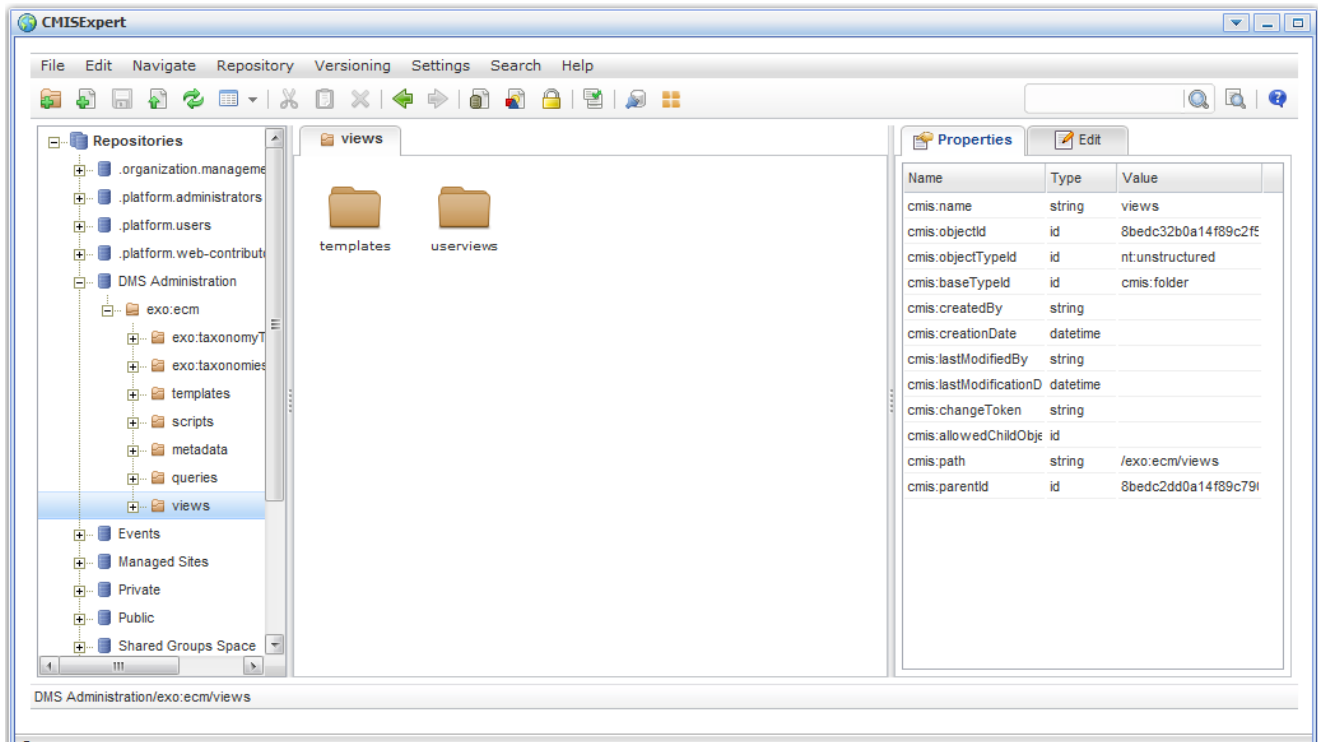 CMISExpert
File Edit Navigate Repository Versioning Settings Search Help
Repositories
.organization.manageme
.platform.administrators
.platform.users
.platform.web-contribut
DMS Administration
exo:ecm
exo:taxonomyT
exo:taxonomies
templates
scripts
metadata
queries
views
Events
Managed Sites
Private
Public
Shared Groups Space
views
templates userviews
Properties Edit
Name Type Value
cmis:name string views
cmis:objectId id 8bedc32b0a14f89c2f5
cmis:objectTypeId id nt:unstructured
cmis:baseTypeId id cmis:folder
cmis:createdBy string
cmis:creationDate datetime
cmis:lastModifiedBy string
cmis:lastModificationD datetime
cmis:changeToken string
cmis:allowedChildObje id
cmis:path string /exo:ecm/views
cmis:parentId id 8bedc2dd0a14f89c790
DMS Administration/exo:ecm/views